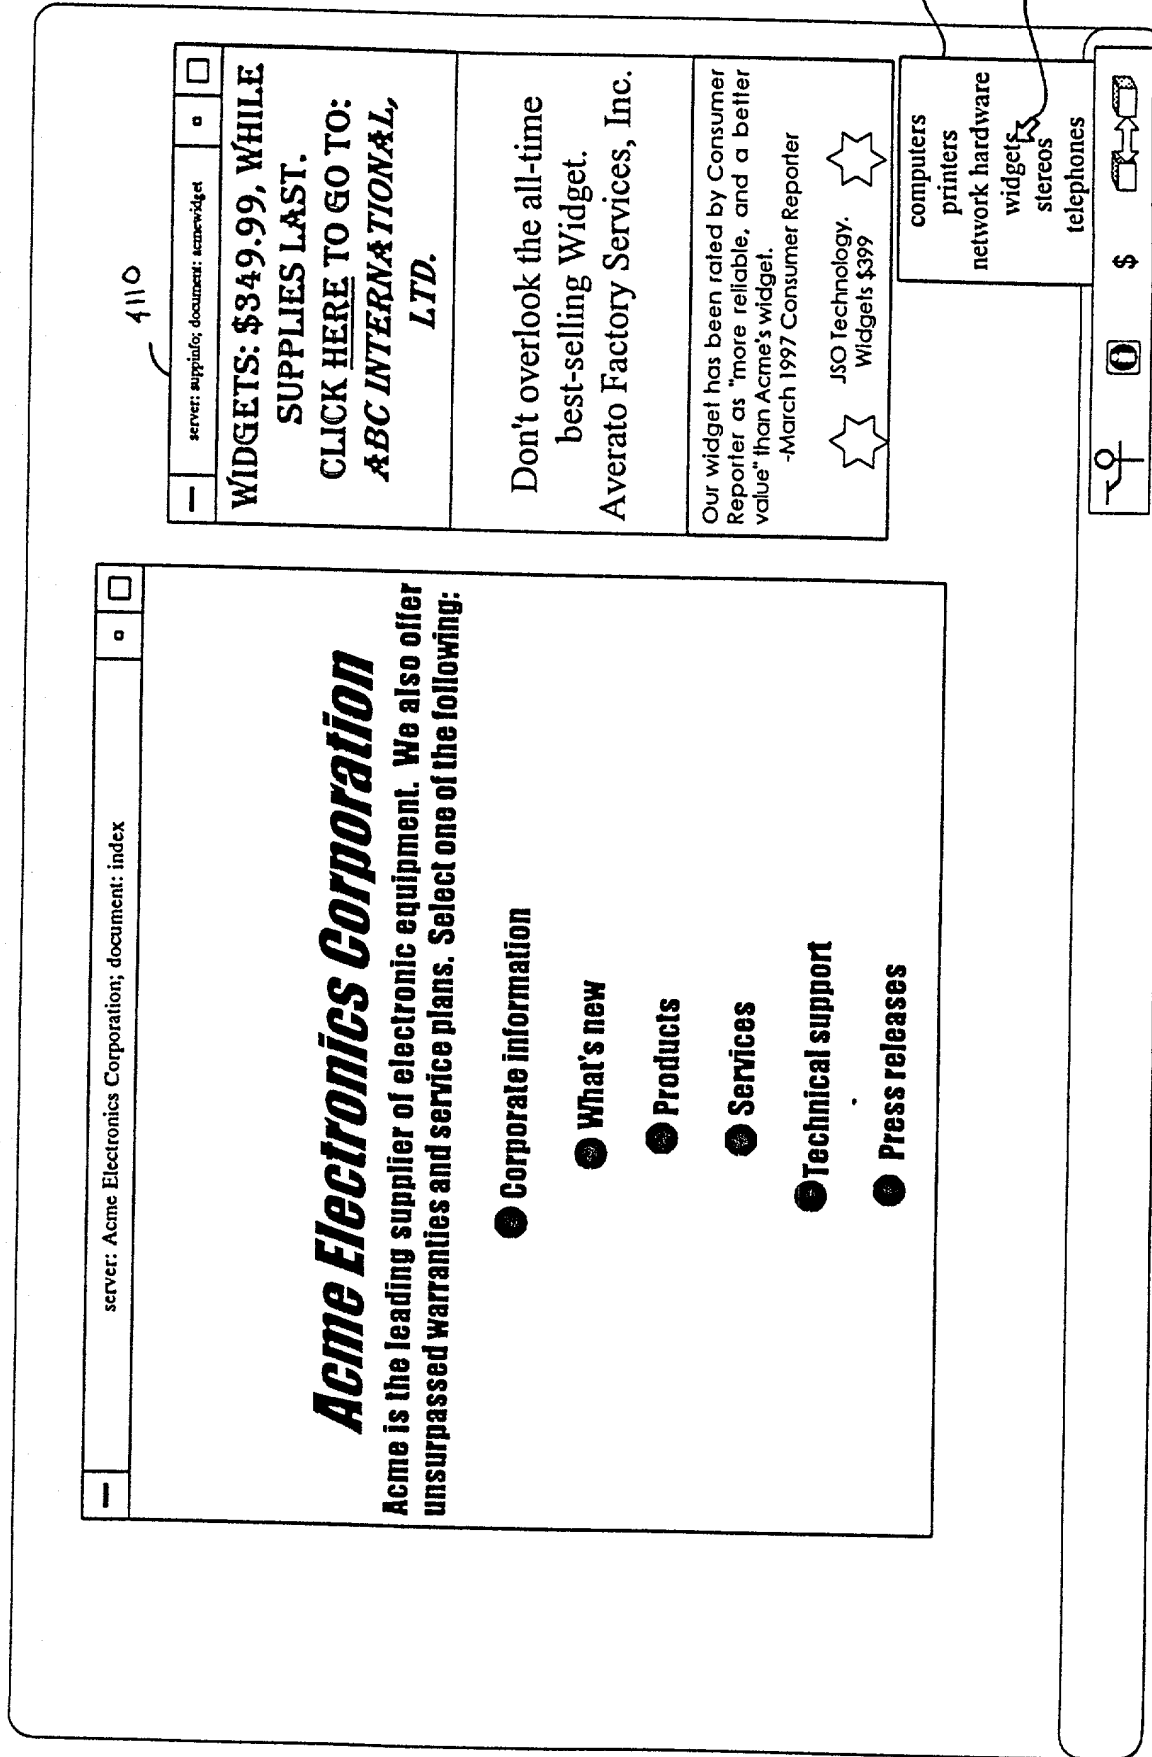 server: Acme Electronics Corporation; document: index
Acme Electronics Corporation
Acme is the leading supplier of electronic equipment. We also offer
unsurpassed warranties and service plans. Select one of the following:
Corporate information
What's new
Products
Services
Technical support
Press releases
4110
server: suppinfo; document: acmewidget
WIDGETS: $349.99, WHILE
SUPPLIES LAST.
CLICK HERE TO GO TO:
ABC INTERNATIONAL,
LTD.
Don't overlook the all-time
best-selling Widget.
Averato Factory Services, Inc.
Our widget has been rated by Consumer
Reporter as "more reliable, and a better
value" than Acme's widget.
-March 1997 Consumer Reporter
JSO Technology.
Widgets $399
computers
printers
network hardware
widgets
stereos
telephones
$